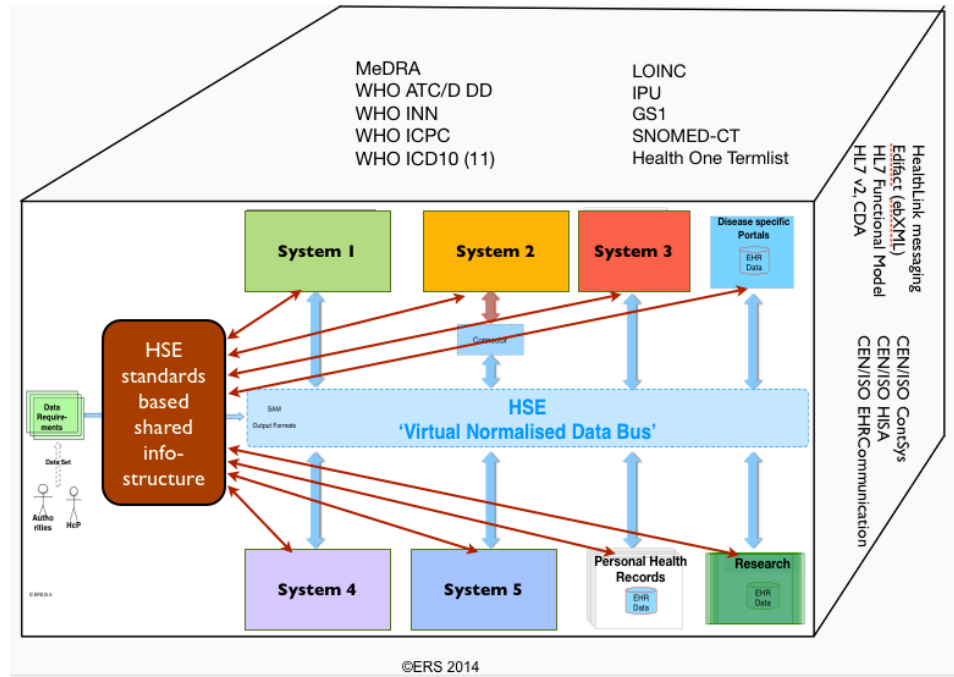 MeDRA
WHO ATC/D DD
WHO INN
WHO ICPC
WHO ICD10 (11)
LOINC
IPU
GS1
SNOMED-CT
Health One Termlist
HealthLink messaging
Edifact (ebXML)
HL7 Functional Model
HL7 v2, CDA
CEN/ISO ContSys
CEN/ISO HISA
CEN/ISO EHRCommunication
System 1
System 2
System 3
Disease specific
Portals
EHR
Data
Connector
HSE
standards
based
shared
info-
structure
Data
Require-
ments
Data Set
Autho
rities
HcP
SAM
Output Formats
HSE
‘Virtual Normalised Data Bus’
System 4
System 5
Personal Health
Records
EHR
Data
Research
EHR
Data
©ERS 2014